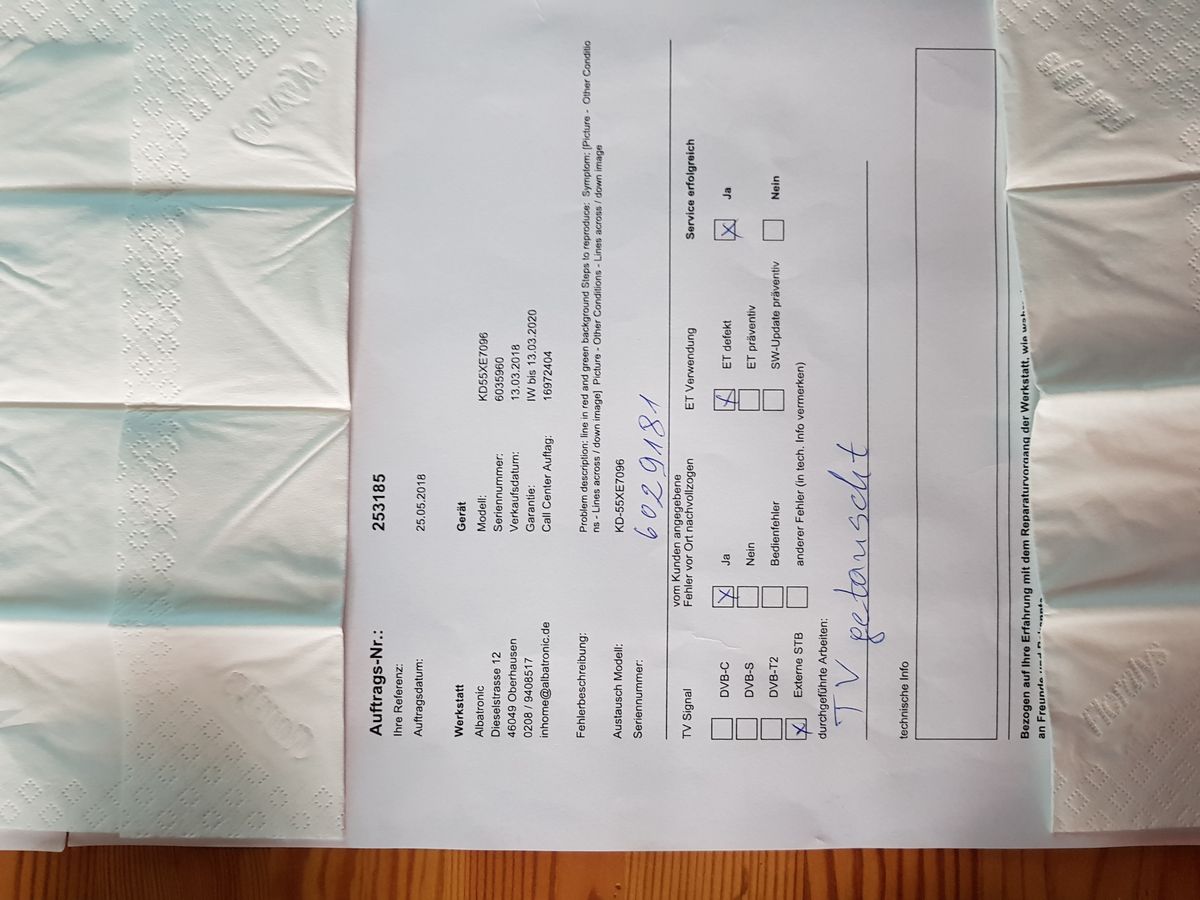 Auftrags-Nr.: 253185
Ihre Referenz:
Auftragsdatum: 25.05.2018
Werkstatt Gerät
Albatronic Modell: KD55XE7096
Dieselstrasse 12 Seriennummer: 6035960
46049 Oberhausen Verkaufsdatum: 13.03.2018
0208 / 9408517 Garantie: IW bis 13.03.2020
inhome@albatronic.de Call Center Auftag: 16972404
Fehlerbeschreibung: Problem description: line in red and green background Steps to reproduce: Symptom: [Picture - Other Conditio
ns - Lines across / down image] Picture - Other Conditions - Lines across / down image
Austausch Modell: KD-55XE7096
Seriennummer: 6029181
vom Kunden angegebene
TV Signal Fehler vor Ort nachvollzogen ET Verwendung Service erfolgreich
DVB-C Ja ET defekt Ja
DVB-S Nein ET präventiv
DVB-T2 Bedienfehler SW-Update präventiv Nein
Externe STB anderer Fehler (in tech. Info vermerken)
durchgeführte Arbeiten:
TV getauscht
technische Info
Bezogen auf Ihre Erfahrung mit dem Reparaturvorgang der Werkstatt, wie
an Freunde und